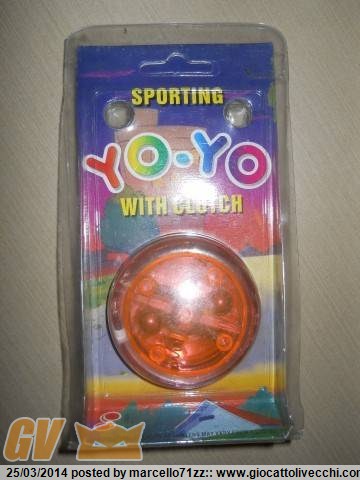 SPORTING
YO-YO
WITH CLUTCH
GV
25/03/2014 posted by marcello71zz:: www.giocattolivecchi.com